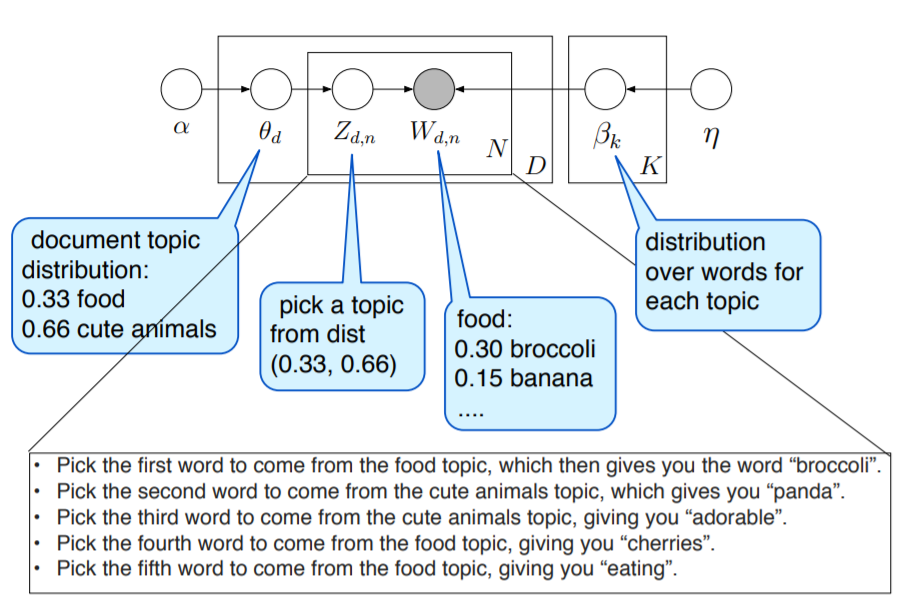 α
θd
Zd,n
Wd,n
N
D
βk
K
η
document topic
distribution:
0.33 food
0.66 cute animals
pick a topic
from dist
(0.33, 0.66)
food:
0.30 broccoli
0.15 banana
....
distribution
over words for
each topic
• Pick the first word to come from the food topic, which then gives you the word “broccoli”.
• Pick the second word to come from the cute animals topic, which gives you “panda”.
• Pick the third word to come from the cute animals topic, giving you “adorable”.
• Pick the fourth word to come from the food topic, giving you “cherries”.
• Pick the fifth word to come from the food topic, giving you “eating”.